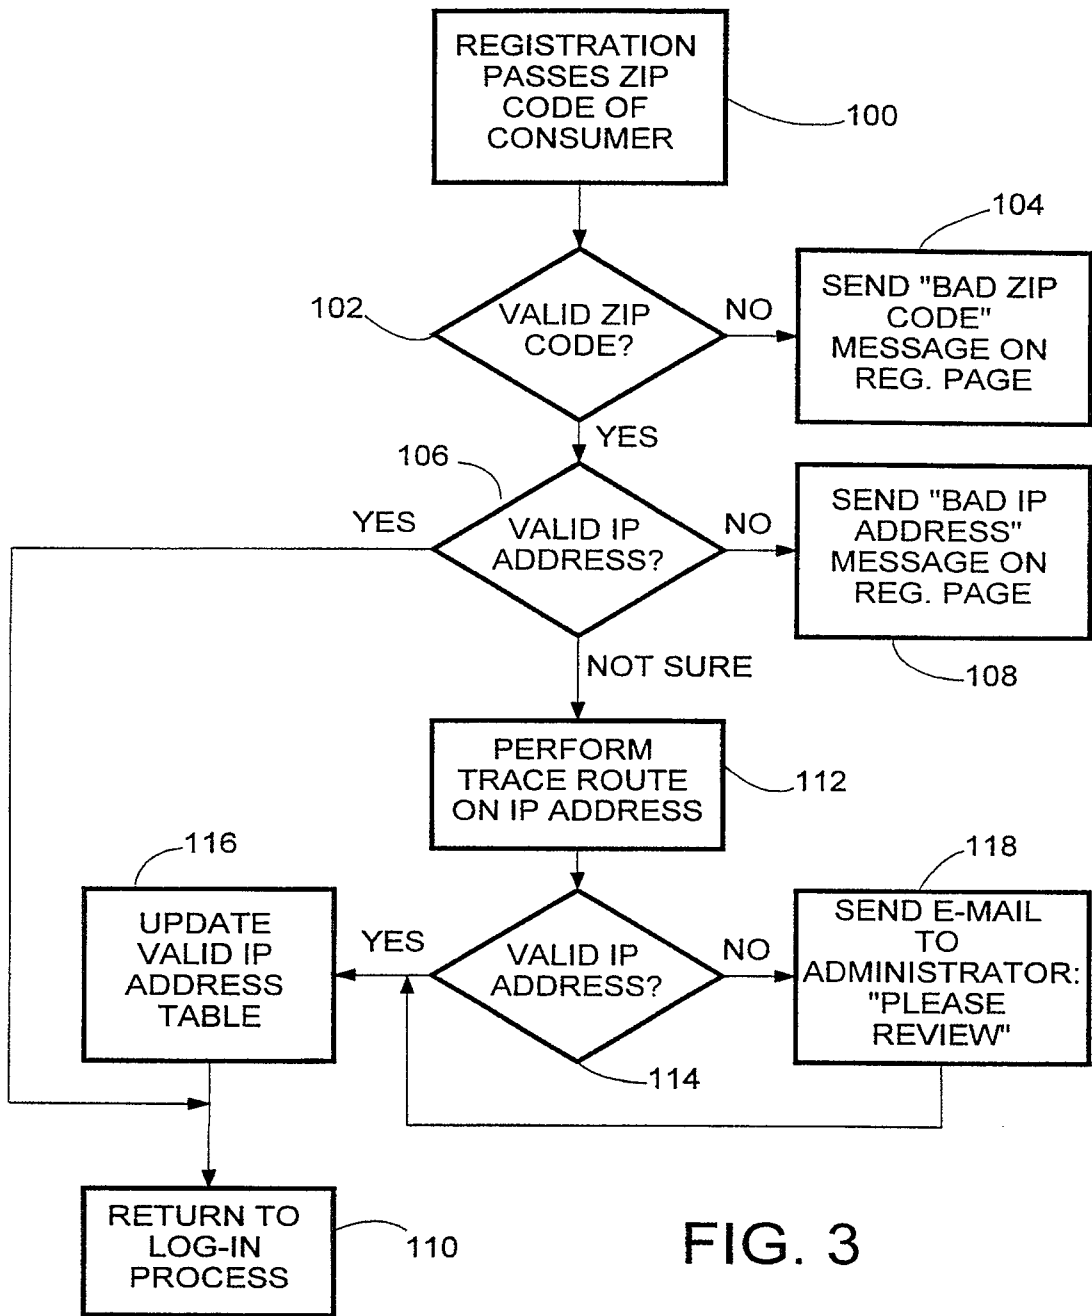 REGISTRATION
PASSES ZIP
CODE OF
CONSUMER
100
104
102
VALID ZIP
CODE?
NO
SEND "BAD ZIP
CODE"
MESSAGE ON
REG. PAGE
YES
106
YES
VALID IP
ADDRESS?
NO
SEND "BAD IP
ADDRESS"
MESSAGE ON
REG. PAGE
108
NOT SURE
PERFORM
TRACE ROUTE
ON IP ADDRESS
112
116
118
UPDATE
VALID IP
ADDRESS
TABLE
YES
VALID IP
ADDRESS?
NO
SEND E-MAIL
TO
ADMINISTRATOR:
"PLEASE
REVIEW"
114
RETURN TO
LOG-IN
PROCESS
110
FIG. 3